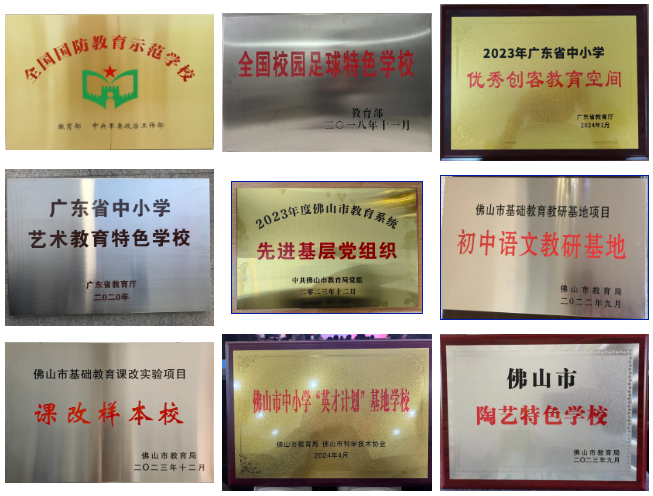 全国国防教育示范学校
教育部 中共军委政治工作部
全国校园足球特色学校
教育部
二〇一八年十一月
2023年广东省中小学
优秀创客教育空间
广东省教育厅
2024年1月
广东省中小学
艺术教育特色学校
广东省教育厅
二〇二〇年
2023年度佛山市教育系统
先进基层党组织
中共佛山市教育局党组
二零二三年十二月
佛山市基础教育教研基地项目
初中语文教研基地
佛山市教育局
二〇二二年九月
佛山市基础教育课改实验项目
课改样本校
佛山市教育局
二〇二三年十二月
佛山市中小学“英才计划”基地学校
佛山市教育局 佛山市科学技术协会
2024年4月
佛山市
陶艺特色学校
佛山市教育局
二〇二三年九月